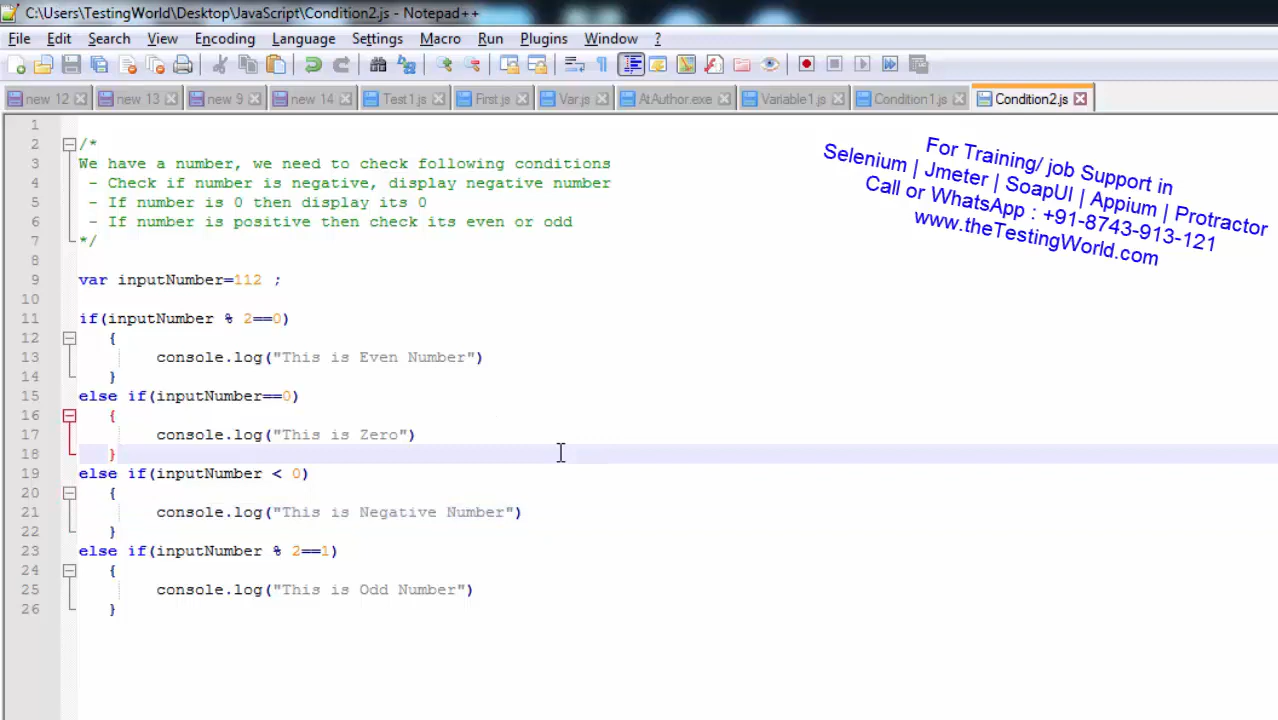 C:\Users\TestingWorld\Desktop\JavaScript\Condition2.js - Notepad++
File Edit Search View Encoding Language Settings Macro Run Plugins Window ?
new 12 new 13 new 9 new 14 Test1.js First.js Var.js AtAuthor.exe Variable1.js Condition1.js Condition2.js
1
2 /*
3 We have a number, we need to check following conditions
4 - Check if number is negative, display negative number
5 - If number is 0 then display its 0
6 - If number is positive then check its even or odd
7 */
8
9 var inputNumber=112 ;
10
11 if(inputNumber % 2==0)
12 {
13 console.log("This is Even Number")
14 }
15 else if(inputNumber==0)
16 {
17 console.log("This is Zero")
18 }
19 else if(inputNumber < 0)
20 {
21 console.log("This is Negative Number")
22 }
23 else if(inputNumber % 2==1)
24 {
25 console.log("This is Odd Number")
26 }
For Training/ job Support in
Selenium | Jmeter | SoapUI | Appium | Protractor
Call or WhatsApp : +91-8743-913-121
www.theTestingWorld.com